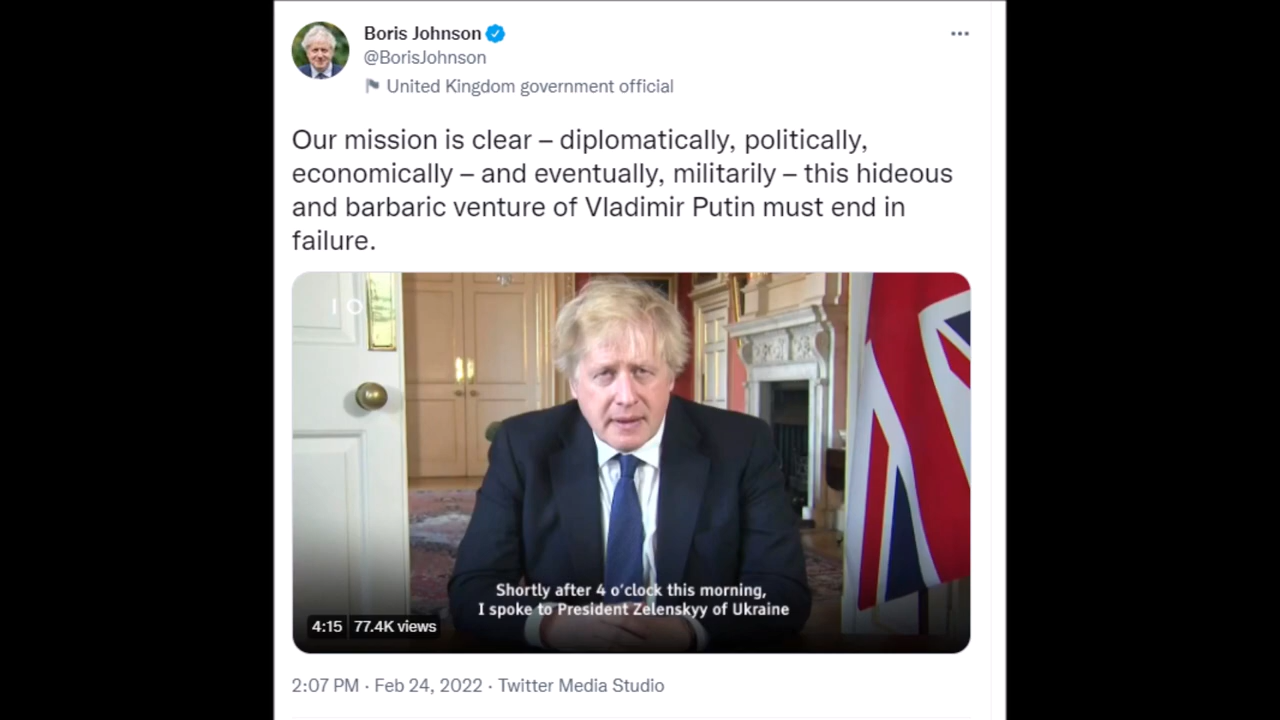 Boris Johnson
@BorisJohnson
United Kingdom government official
Our mission is clear – diplomatically, politically,
economically – and eventually, militarily – this hideous
and barbaric venture of Vladimir Putin must end in
failure.
10
Shortly after 4 o'clock this morning,
I spoke to President Zelenskyy of Ukraine
4:15 77.4K views
2:07 PM · Feb 24, 2022 · Twitter Media Studio